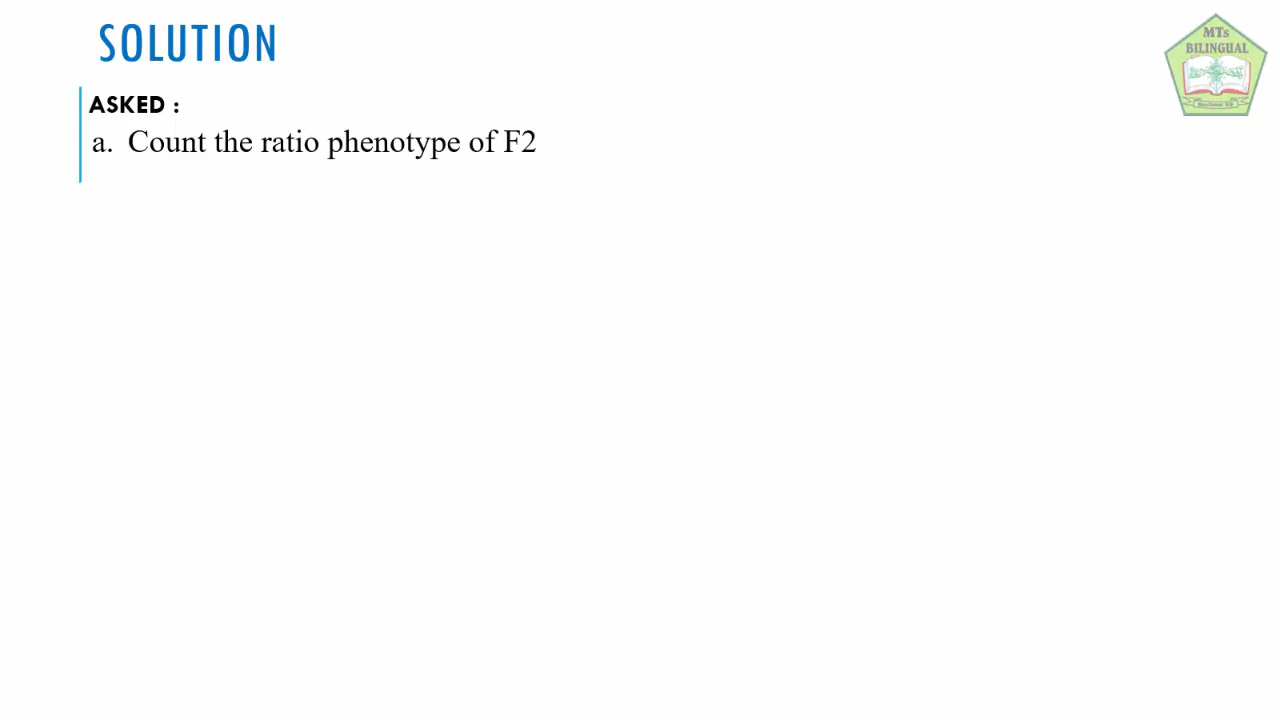 SOLUTION
MTs
BILINGUAL
ASKED :
a. Count the ratio phenotype of F2